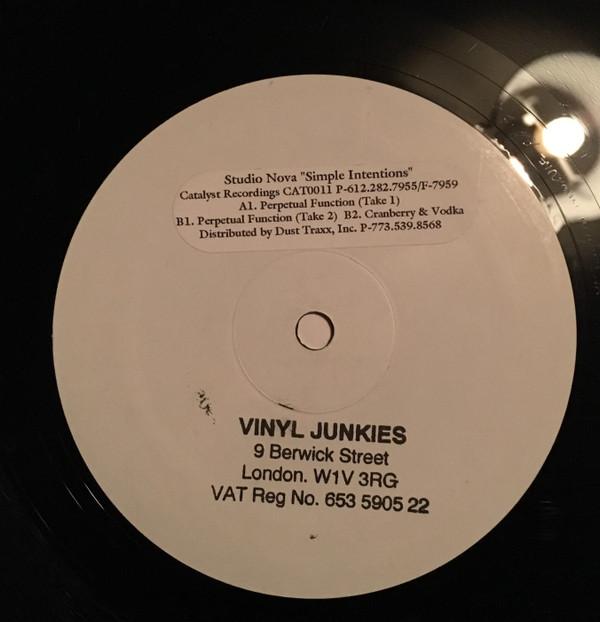 Studio Nova "Simple Intentions"
Catalyst Recordings CAT0011 P-612.282.7955/F-7959
A1. Perpetual Function (Take 1)
B1. Perpetual Function (Take 2) B2. Cranberry & Vodka
Distributed by Dust Traxx, Inc. P-773.539.8568
VINYL JUNKIES
9 Berwick Street
London. W1V 3RG
VAT Reg No. 653 5905 22